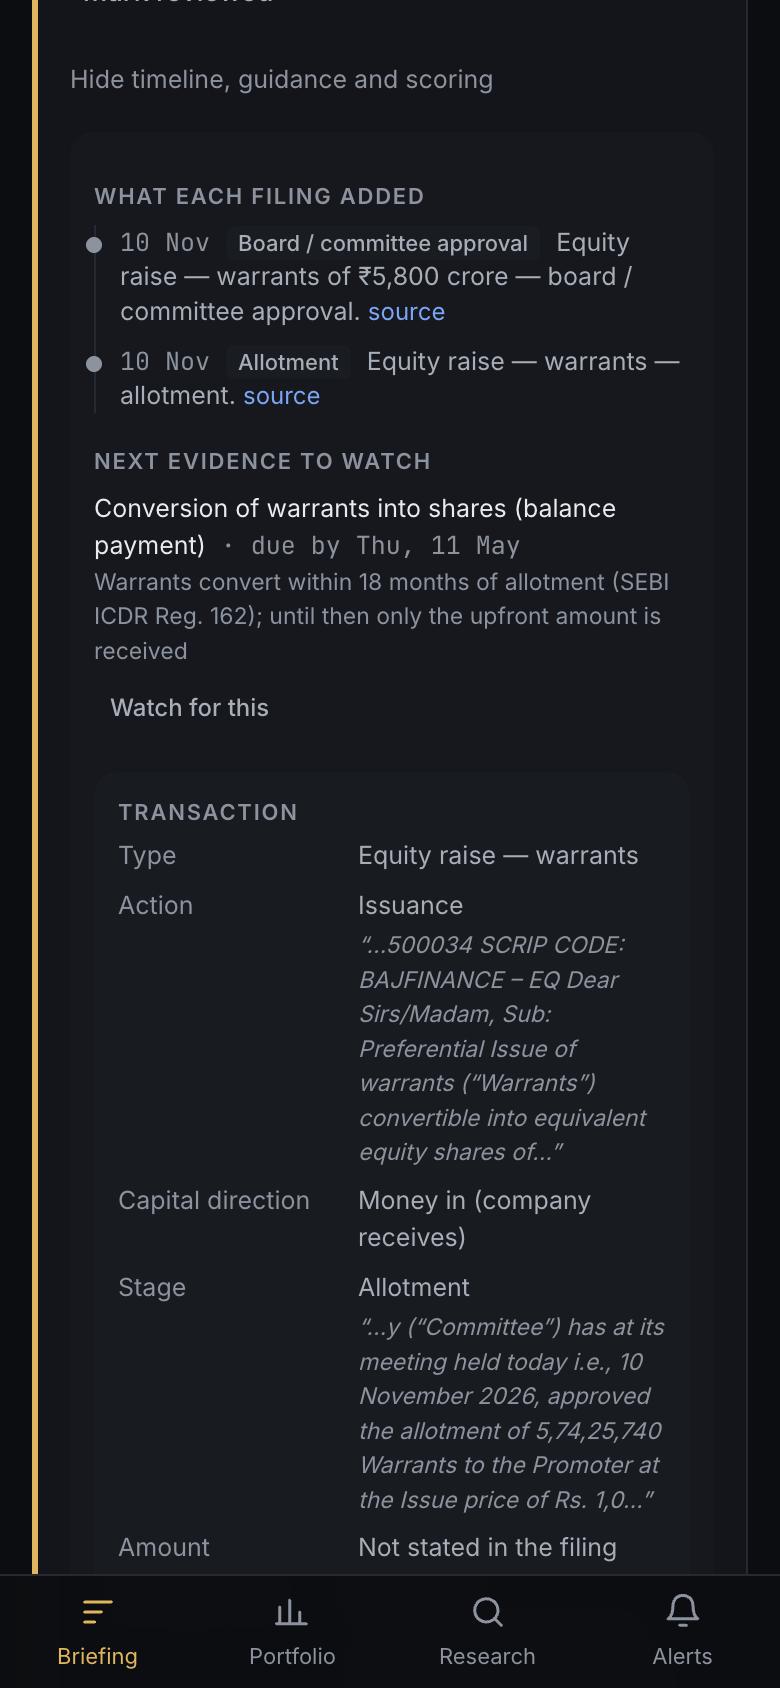 Hide timeline, guidance and scoring
WHAT EACH FILING ADDED
10 Nov Board / committee approval Equity
raise — warrants of ₹5,800 crore — board /
committee approval. source
10 Nov Allotment Equity raise — warrants —
allotment. source
NEXT EVIDENCE TO WATCH
Conversion of warrants into shares (balance
payment) · due by Thu, 11 May
Warrants convert within 18 months of allotment (SEBI
ICDR Reg. 162); until then only the upfront amount is
received
Watch for this
TRANSACTION
Type Equity raise — warrants
Action Issuance
“…500034 SCRIP CODE:
BAJFINANCE – EQ Dear
Sirs/Madam, Sub:
Preferential Issue of
warrants (“Warrants”)
convertible into equivalent
equity shares of…”
Capital direction Money in (company
receives)
Stage Allotment
“…y (“Committee”) has at its
meeting held today i.e., 10
November 2026, approved
the allotment of 5,74,25,740
Warrants to the Promoter at
the Issue price of Rs. 1,0…”
Amount Not stated in the filing
Briefing Portfolio Research Alerts